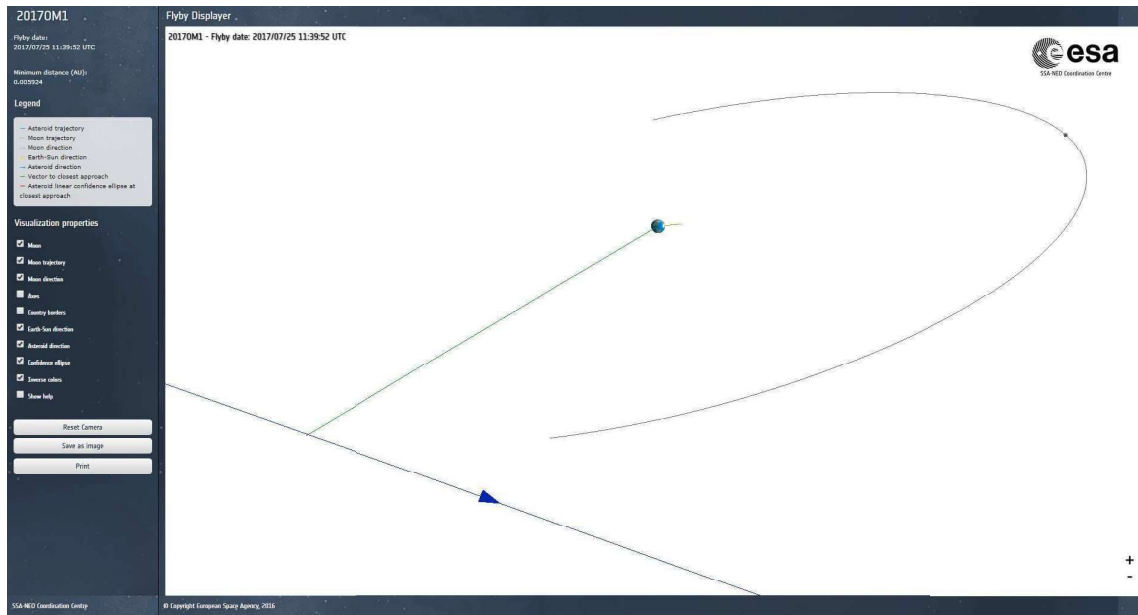 2017OM1
Flyby date:
2017/07/25 11:39:52 UTC
Minimum distance (AU):
0.005924
Legend
Asteroid trajectory
Moon trajectory
Moon direction
Earth-Sun direction
Asteroid direction
Vector to closest approach
Asteroid linear confidence ellipse at
closest approach
Visualization properties
Moon
Moon trajectory
Moon direction
Axes
Country borders
Earth-Sun direction
Asteroid direction
Confidence ellipse
Inverse colors
Show help
Reset Camera
Save as image
Print
SSA-NEO Coordination Centre
Flyby Displayer
2017OM1 - Flyby date: 2017/07/25 11:39:52 UTC
esa
SSA-NEO Coordination Centre
+
-
© Copyright European Space Agency, 2016